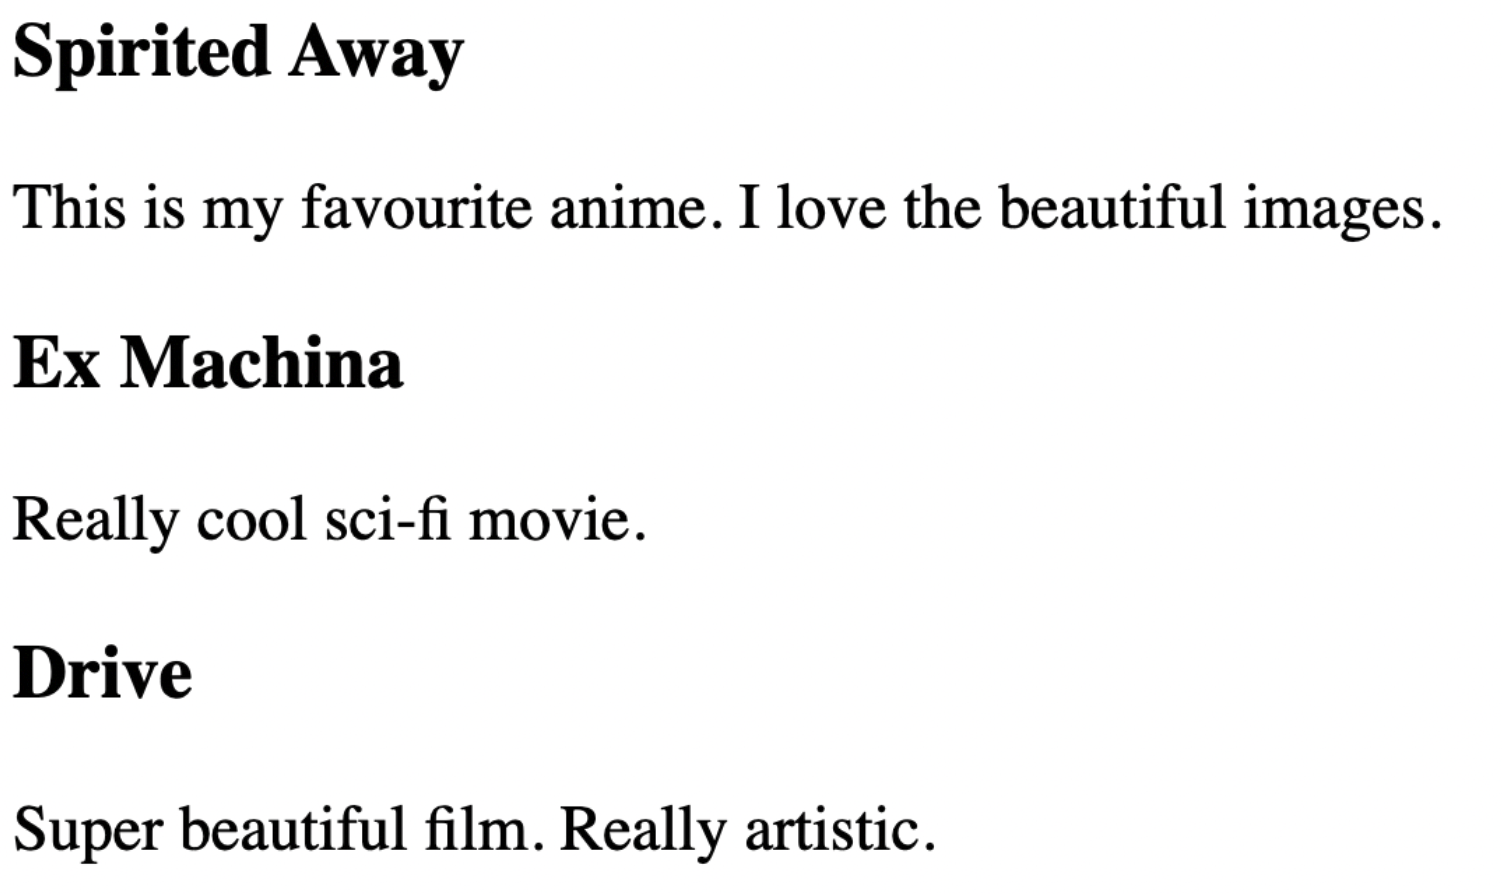 Spirited Away
This is my favourite anime. I love the beautiful images.
Ex Machina
Really cool sci-fi movie.
Drive
Super beautiful film. Really artistic.